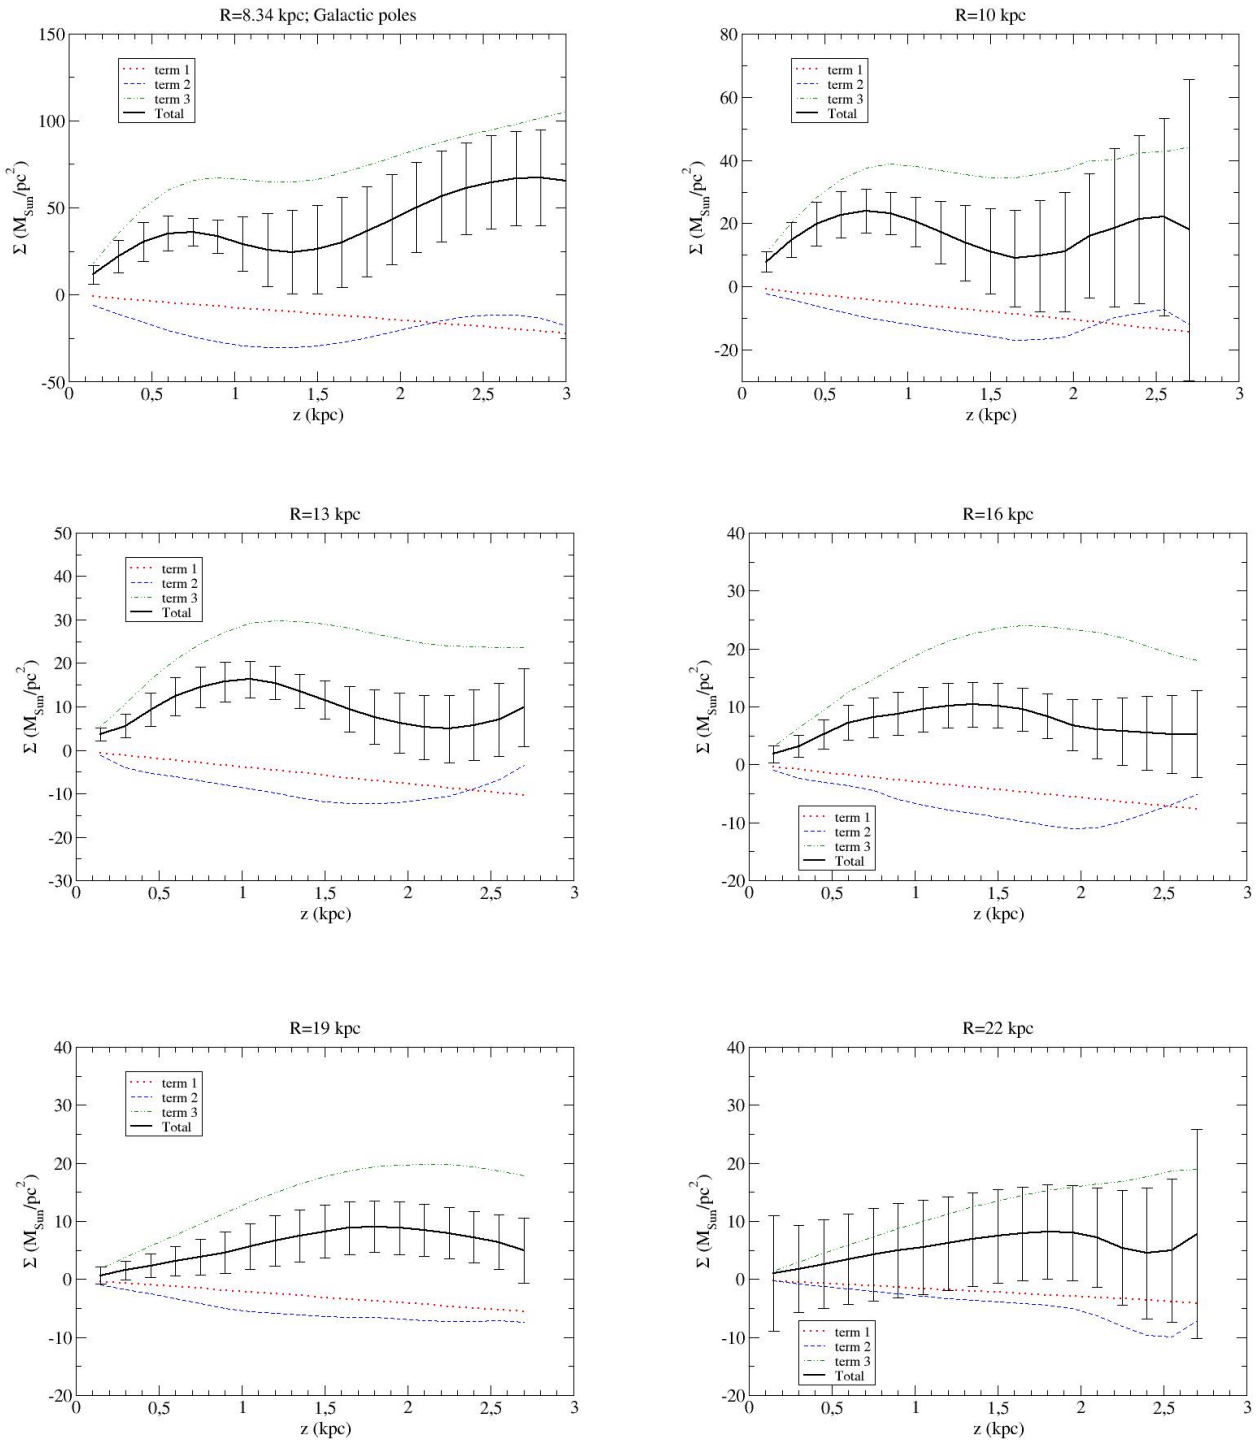 R=8.34 kpc; Galactic poles
150
100
50
0
-50
Σ (M_Sun/pc^2)
term 1
term 2
term 3
Total
0 0,5 1 1,5 2 2,5 3
z (kpc)
R=10 kpc
80
60
40
20
0
-20
Σ (M_Sun/pc^2)
term 1
term 2
term 3
Total
0 0,5 1 1,5 2 2,5 3
z (kpc)
R=13 kpc
50
40
30
20
10
0
-10
-20
-30
Σ (M_Sun/pc^2)
term 1
term 2
term 3
Total
0 0,5 1 1,5 2 2,5 3
z (kpc)
R=16 kpc
40
30
20
10
0
-10
-20
Σ (M_Sun/pc^2)
term 1
term 2
term 3
Total
0 0,5 1 1,5 2 2,5 3
z (kpc)
R=19 kpc
40
30
20
10
0
-10
-20
Σ (M_Sun/pc^2)
term 1
term 2
term 3
Total
0 0,5 1 1,5 2 2,5 3
z (kpc)
R=22 kpc
40
30
20
10
0
-10
-20
Σ (M_Sun/pc^2)
term 1
term 2
term 3
Total
0 0,5 1 1,5 2 2,5 3
z (kpc)